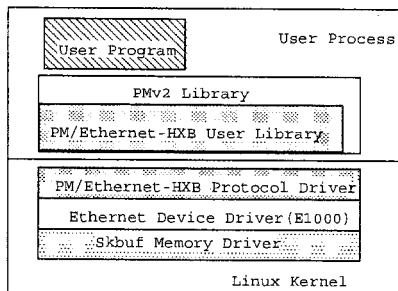 User Program
User Process
PMv2 Library
PM/Ethernet-HXB User Library
PM/Ethernet-HXB Protocol Driver
Ethernet Device Driver(E1000)
Skbuf Memory Driver
Linux Kernel